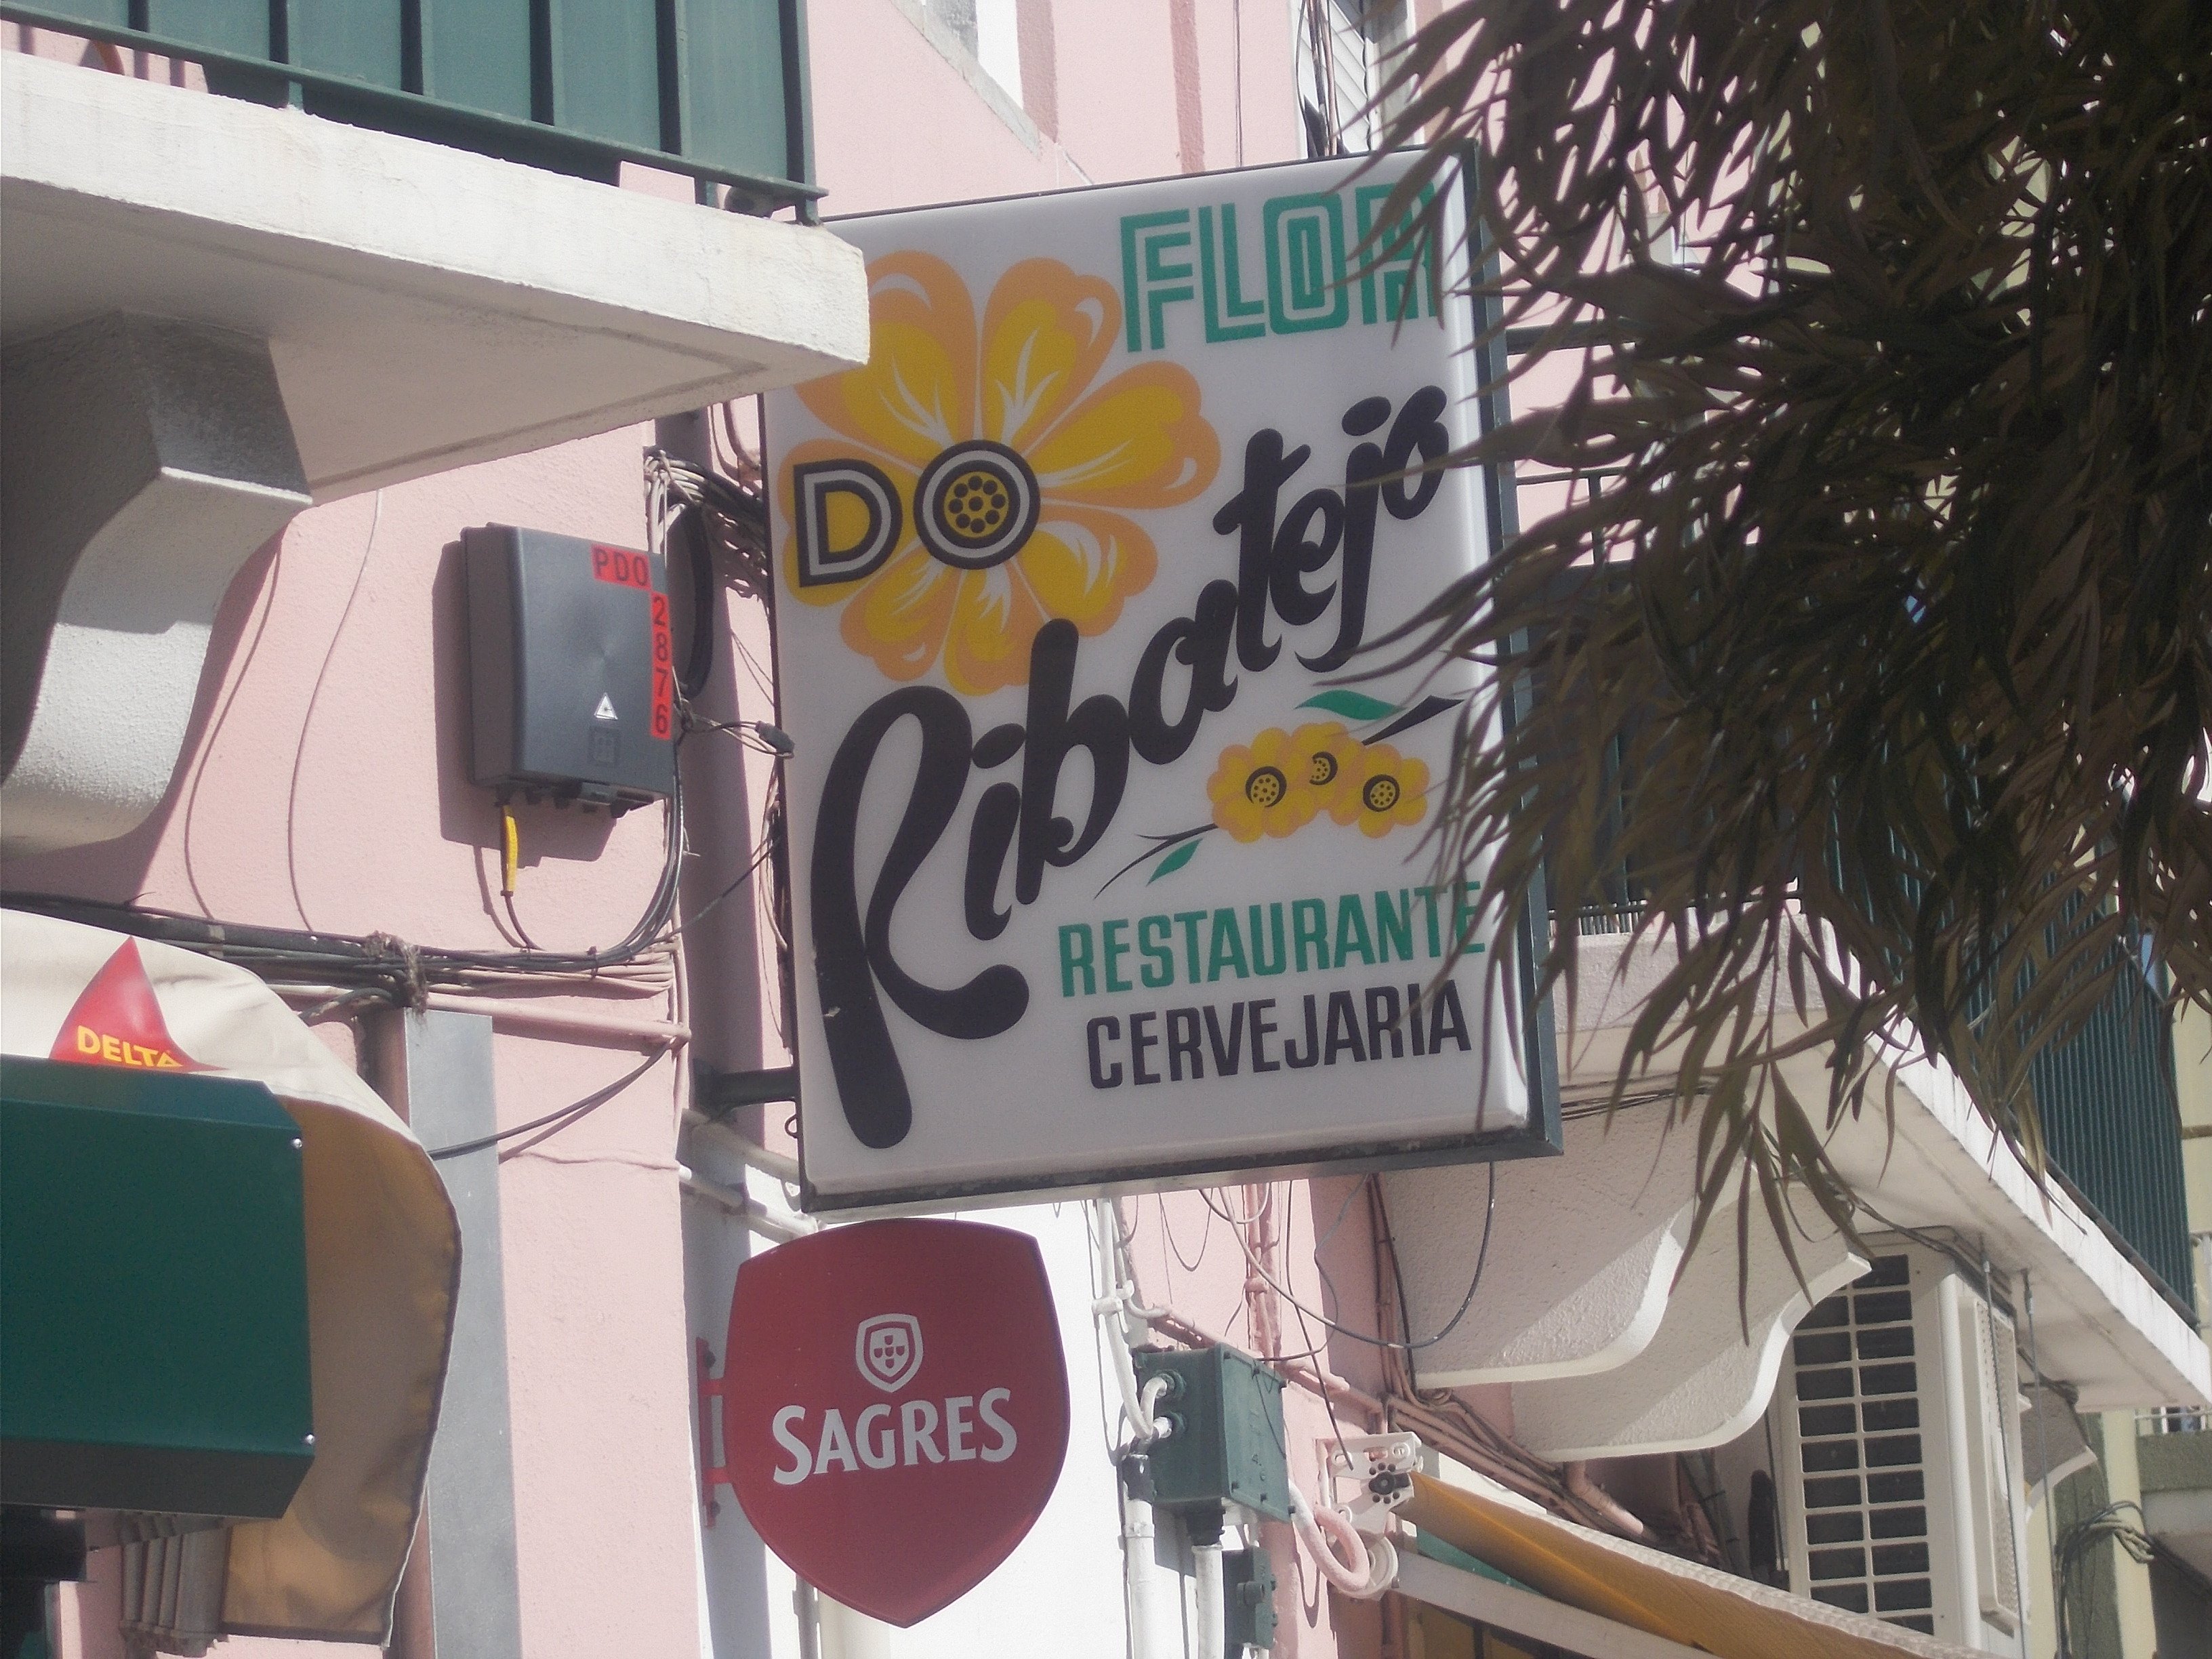 FLOR
DO
Ribatejo
RESTAURANTE
CERVEJARIA
PDO
2876
DELTA
SAGRES